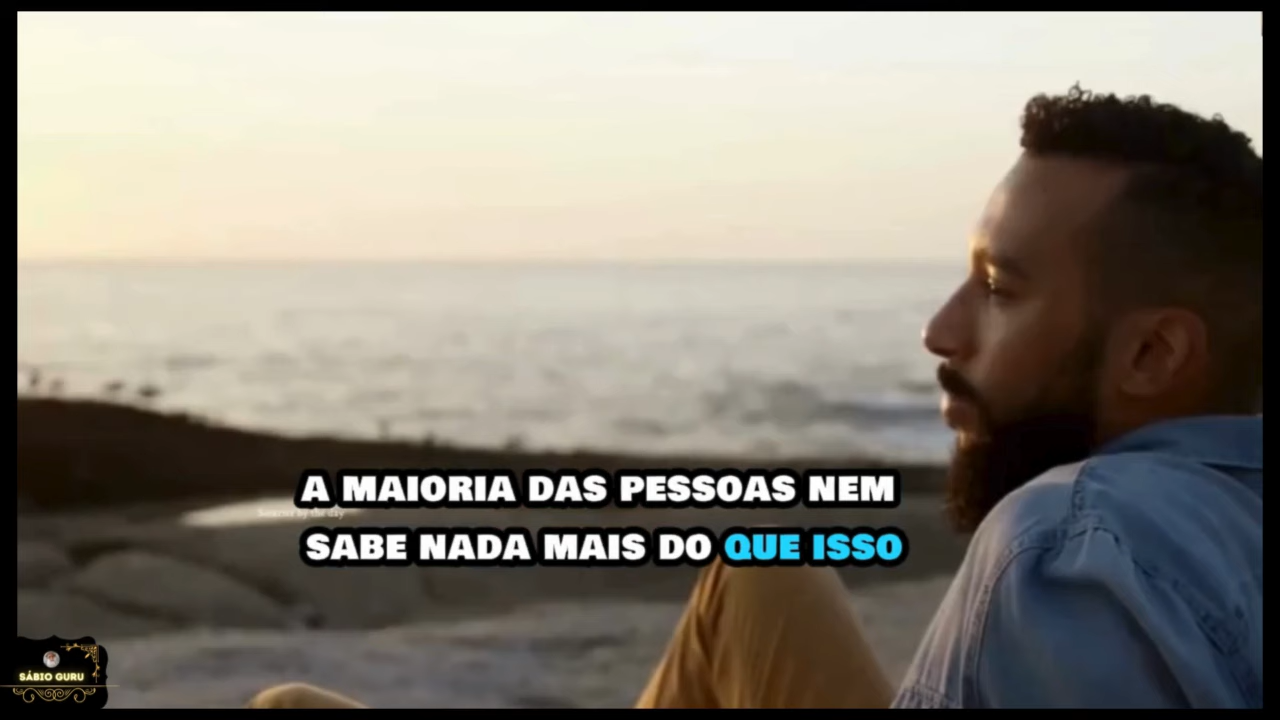 A MAIORIA DAS PESSOAS NEM
SABE NADA MAIS DO QUE ISSO
SÁBIO GURU